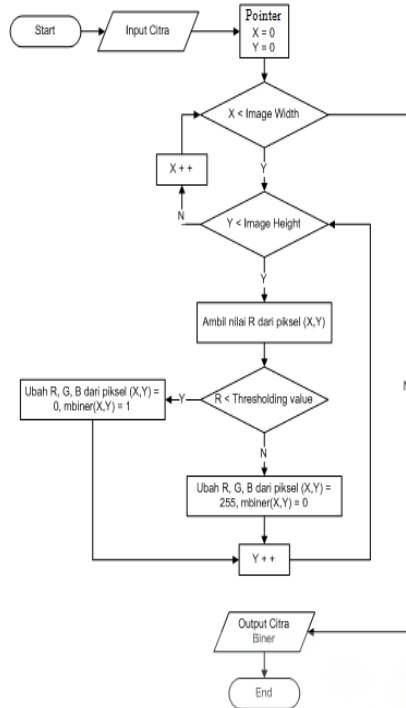 Start
Input Citra
Pointer
X = 0
Y = 0
X < Image Width
X + +
Y
N
Y < Image Height
Y
Ambil nilai R dari piksel (X,Y)
Ubah R, G, B dari piksel (X,Y) =
0, mbiner(X,Y) = 1
Y
R < Thresholding value
N
Ubah R, G, B dari piksel (X,Y) =
255, mbiner(X,Y) = 0
Y + +
Output Citra
Biner
End